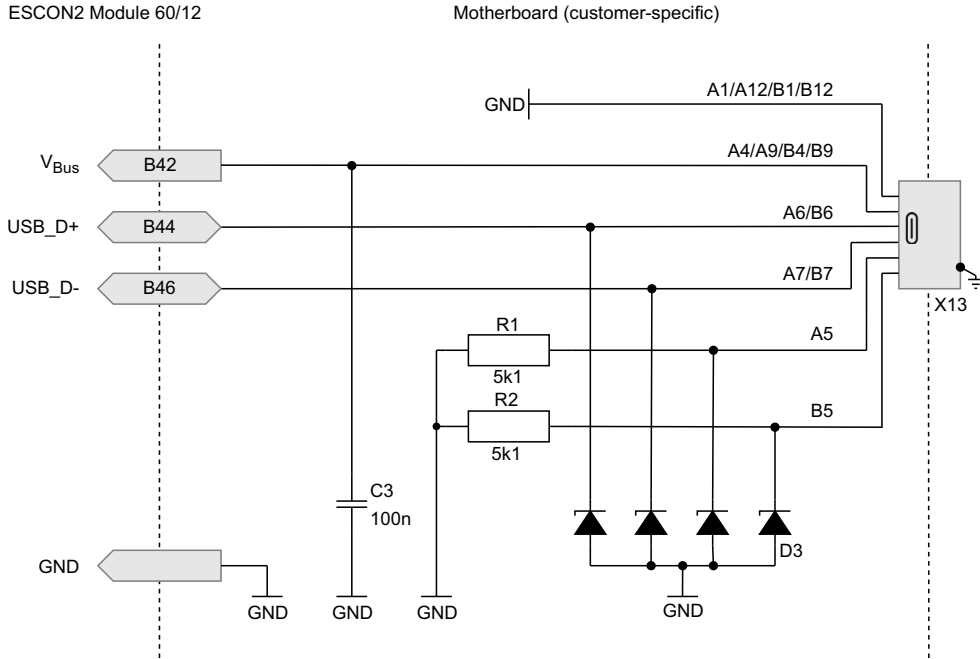 ESCON2 Module 60/12
Motherboard (customer-specific)
A1/A12/B1/B12
GND
VBus
B42
A4/A9/B4/B9
USB_D+
B44
A6/B6
USB_D-
B46
A7/B7
X13
R1
A5
5k1
R2
B5
5k1
C3
100n
D3
GND
GND
GND
GND
GND